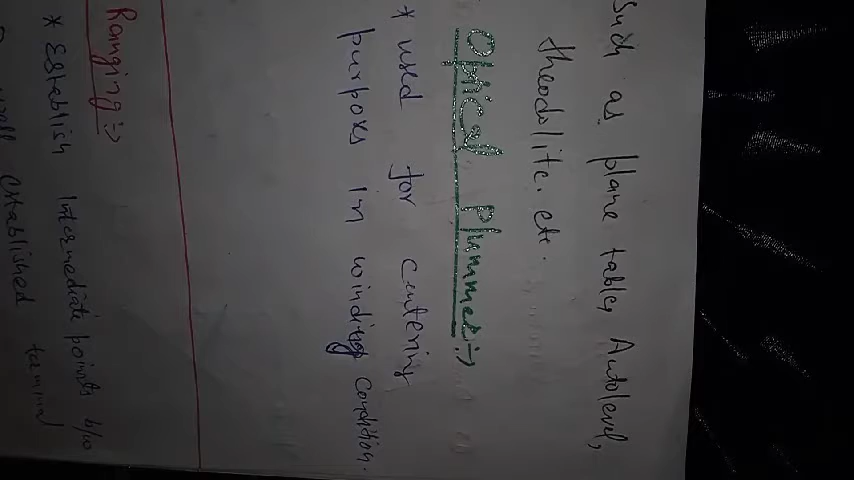 such as plane table, Autolevel,
theodolite. etc.
Optical Plummet :->
* used for centering
purposes in winding condition.
Ranging :->
* Establish Intermediate points b/w
well established terminal